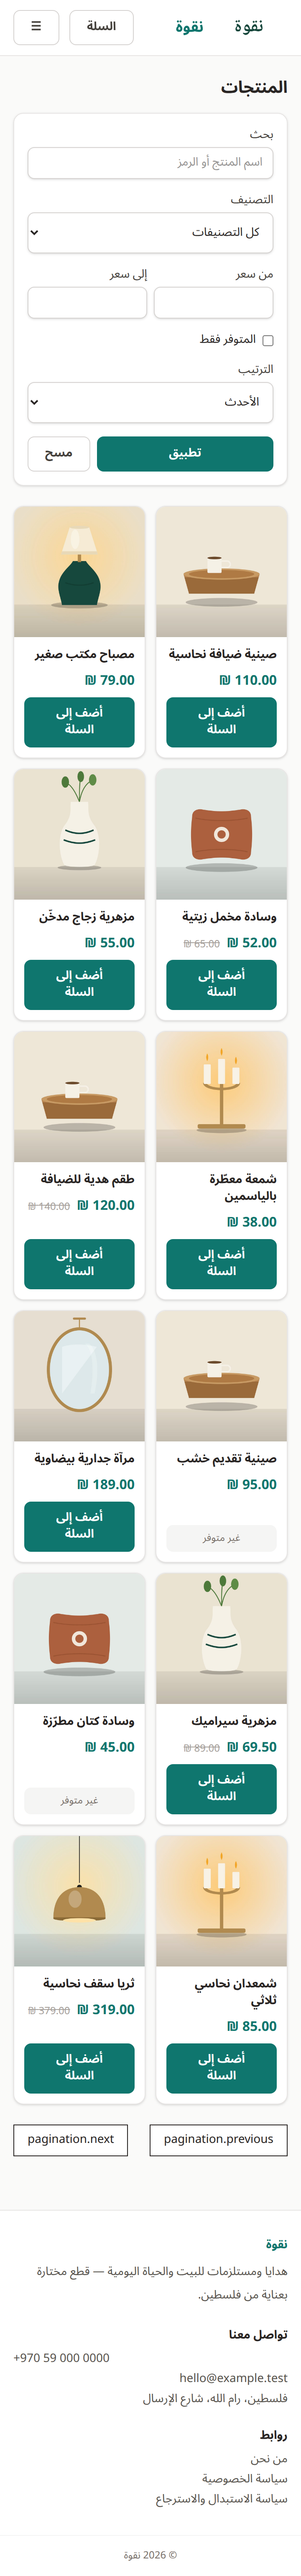 نقوة
نقوة
السلة
☰
المنتجات
بحث
اسم المنتج أو الرمز
التصنيف
كل التصنيفات
من سعر
إلى سعر
المتوفر فقط
الترتيب
الأحدث
تطبيق
مسح
صينية ضيافة نحاسية
110.00 ₪
أضف إلى
السلة
مصباح مكتب صغير
79.00 ₪
أضف إلى
السلة
وسادة مخمل زيتية
52.00 ₪ 65.00 ₪
أضف إلى
السلة
مزهرية زجاج مدخّن
55.00 ₪
أضف إلى
السلة
شمعة معطّرة
بالياسمين
38.00 ₪
أضف إلى
السلة
طقم هدية للضيافة
120.00 ₪ 140.00 ₪
أضف إلى
السلة
صينية تقديم خشب
95.00 ₪
غير متوفر
مرآة جدارية بيضاوية
189.00 ₪
أضف إلى
السلة
مزهرية سيراميك
69.50 ₪ 89.00 ₪
أضف إلى
السلة
وسادة كتان مطرّزة
45.00 ₪
غير متوفر
شمعدان نحاسي
ثلاثي
85.00 ₪
أضف إلى
السلة
ثريا سقف نحاسية
319.00 ₪ 379.00 ₪
أضف إلى
السلة
pagination.previous
pagination.next
نقوة
هدايا ومستلزمات للبيت والحياة اليومية — قطع مختارة
بعناية من فلسطين.
تواصل معنا
+970 59 000 0000
hello@example.test
فلسطين، رام الله، شارع الإرسال
روابط
من نحن
سياسة الخصوصية
سياسة الاستبدال والاسترجاع
© 2026 نقوة